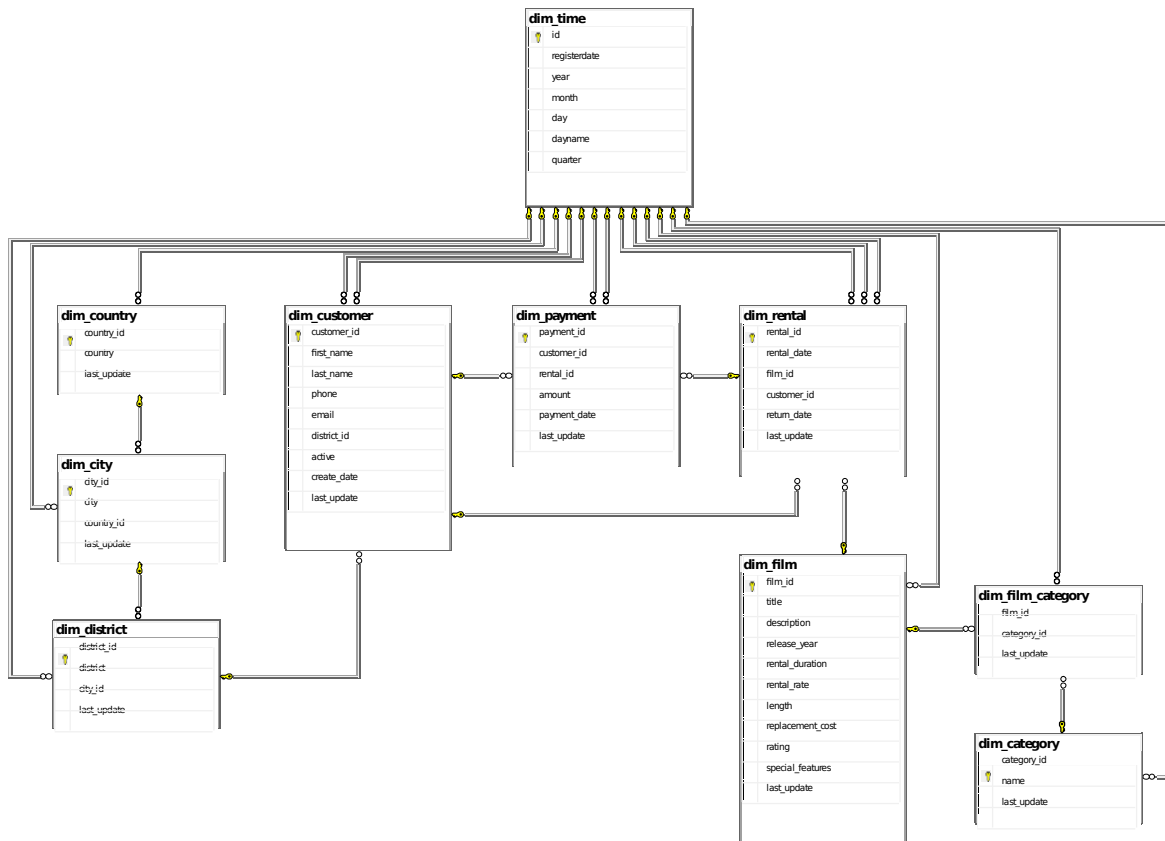 dim_time
id
registerdate
year
month
day
dayname
quarter
dim_country
country_id
country
last_update
dim_customer
customer_id
first_name
last_name
phone
email
district_id
active
create_date
last_update
dim_payment
payment_id
customer_id
rental_id
amount
payment_date
last_update
dim_rental
rental_id
rental_date
film_id
customer_id
return_date
last_update
dim_city
city_id
city
country_id
last_update
dim_district
district_id
district
city_id
last_update
dim_film
film_id
title
description
release_year
rental_duration
rental_rate
length
replacement_cost
rating
special_features
last_update
dim_film_category
film_id
category_id
last_update
dim_category
category_id
name
last_update